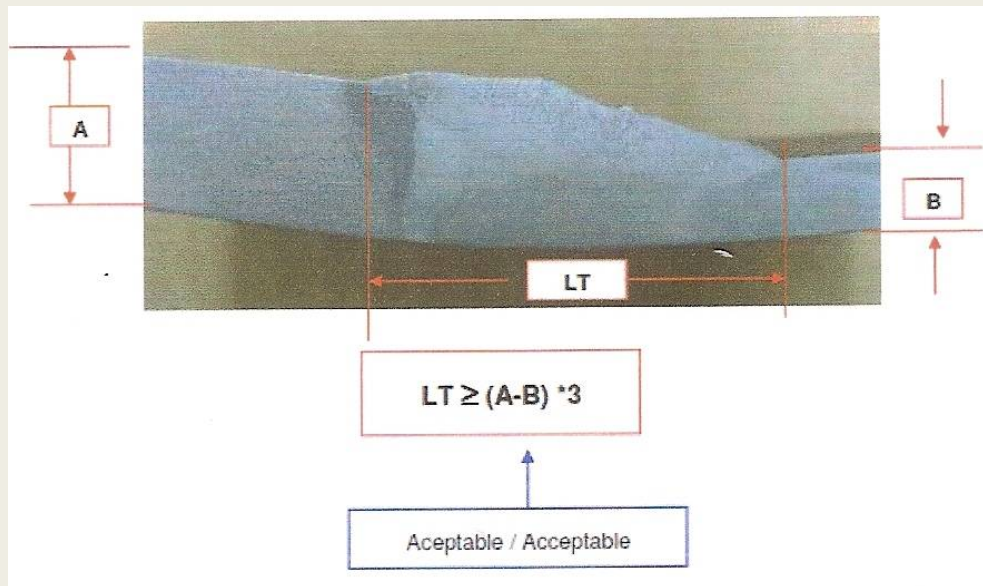 A
B
LT
LT ≥ (A-B) *3
Aceptable / Acceptable